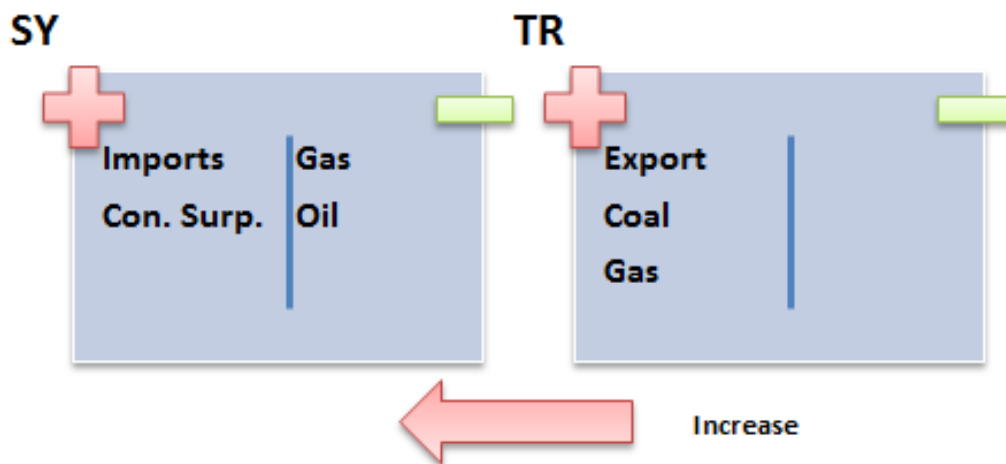 SY
TR
Imports
Gas
Con. Surp.
Oil
Export
Coal
Gas
Increase